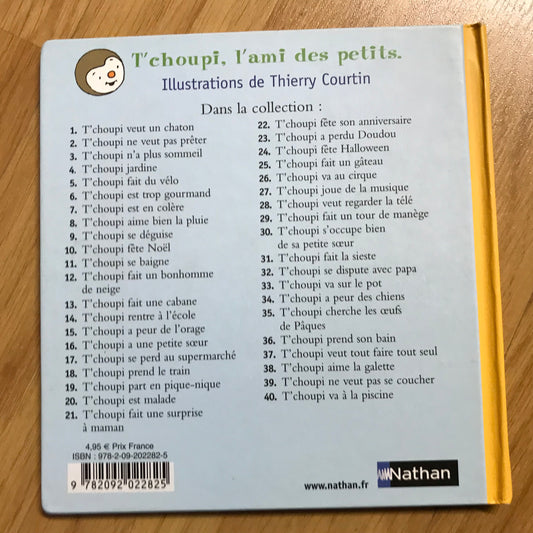 T'choupi, l'ami des petits.
Illustrations de Thierry Courtin
Dans la collection :
1. T'choupi veut un chaton
2. T'choupi ne veut pas prêter
3. T'choupi n'a plus sommeil
4. T'choupi jardine
5. T'choupi fait du vélo
6. T'choupi est trop gourmand
7. T'choupi est en colère
8. T'choupi aime bien la pluie
9. T'choupi se déguise
10. T'choupi fête Noël
11. T'choupi se baigne
12. T'choupi fait un bonhomme
de neige
13. T'choupi fait une cabane
14. T'choupi rentre à l'école
15. T'choupi a peur de l'orage
16. T'choupi a une petite sœur
17. T'choupi se perd au supermarché
18. T'choupi prend le train
19. T'choupi part en pique-nique
20. T'choupi est malade
21. T'choupi fait une surprise
à maman
22. T'choupi fête son anniversaire
23. T'choupi a perdu Doudou
24. T'choupi fête Halloween
25. T'choupi fait un gâteau
26. T'choupi va au cirque
27. T'choupi joue de la musique
28. T'choupi veut regarder la télé
29. T'choupi fait un tour de manège
30. T'choupi s'occupe bien
de sa petite sœur
31. T'choupi fait la sieste
32. T'choupi se dispute avec papa
33. T'choupi va sur le pot
34. T'choupi a peur des chiens
35. T'choupi cherche les œufs
de Pâques
36. T'choupi prend son bain
37. T'choupi veut tout faire tout seul
38. T'choupi aime la galette
39. T'choupi ne veut pas se coucher
40. T'choupi va à la piscine
4,95 € Prix France
ISBN : 978-2-09-202282-5
9 782092 022825
www.nathan.fr
Nathan